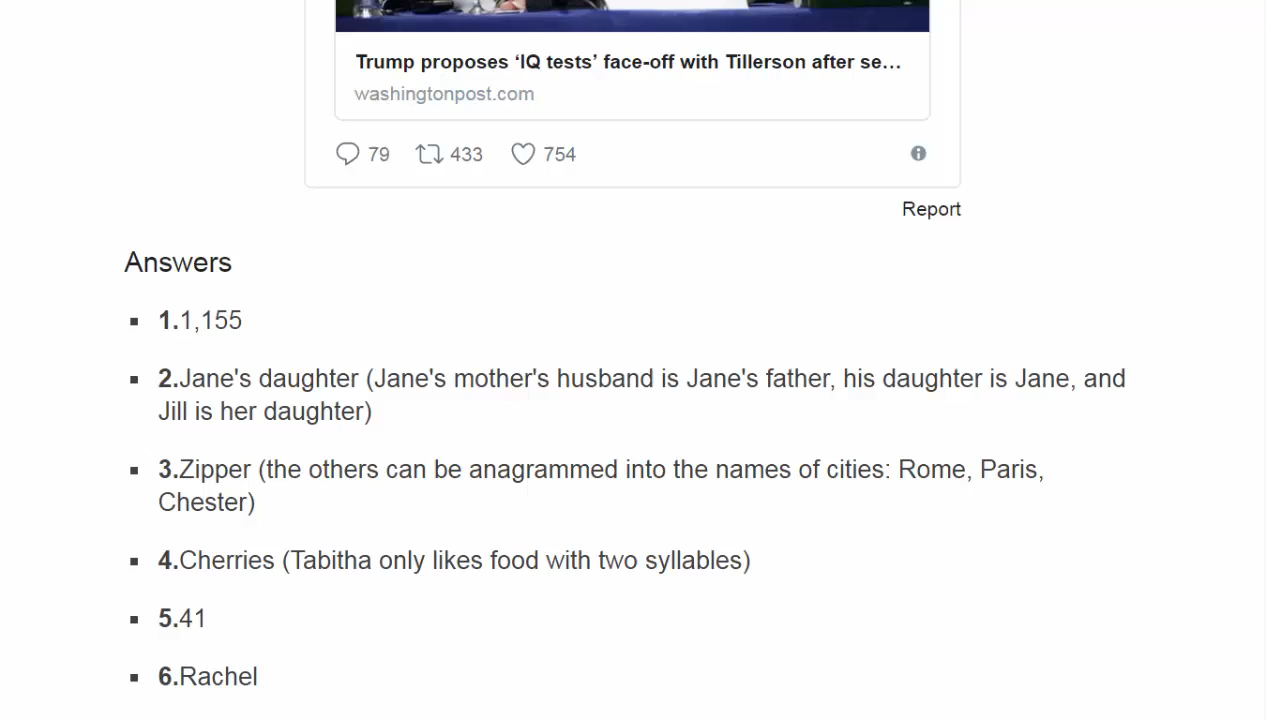 Trump proposes ‘IQ tests’ face-off with Tillerson after se…
washingtonpost.com
79 433 754
Report
Answers
▪ 1.1,155
▪ 2.Jane's daughter (Jane's mother's husband is Jane's father, his daughter is Jane, and
Jill is her daughter)
▪ 3.Zipper (the others can be anagrammed into the names of cities: Rome, Paris,
Chester)
▪ 4.Cherries (Tabitha only likes food with two syllables)
▪ 5.41
▪ 6.Rachel